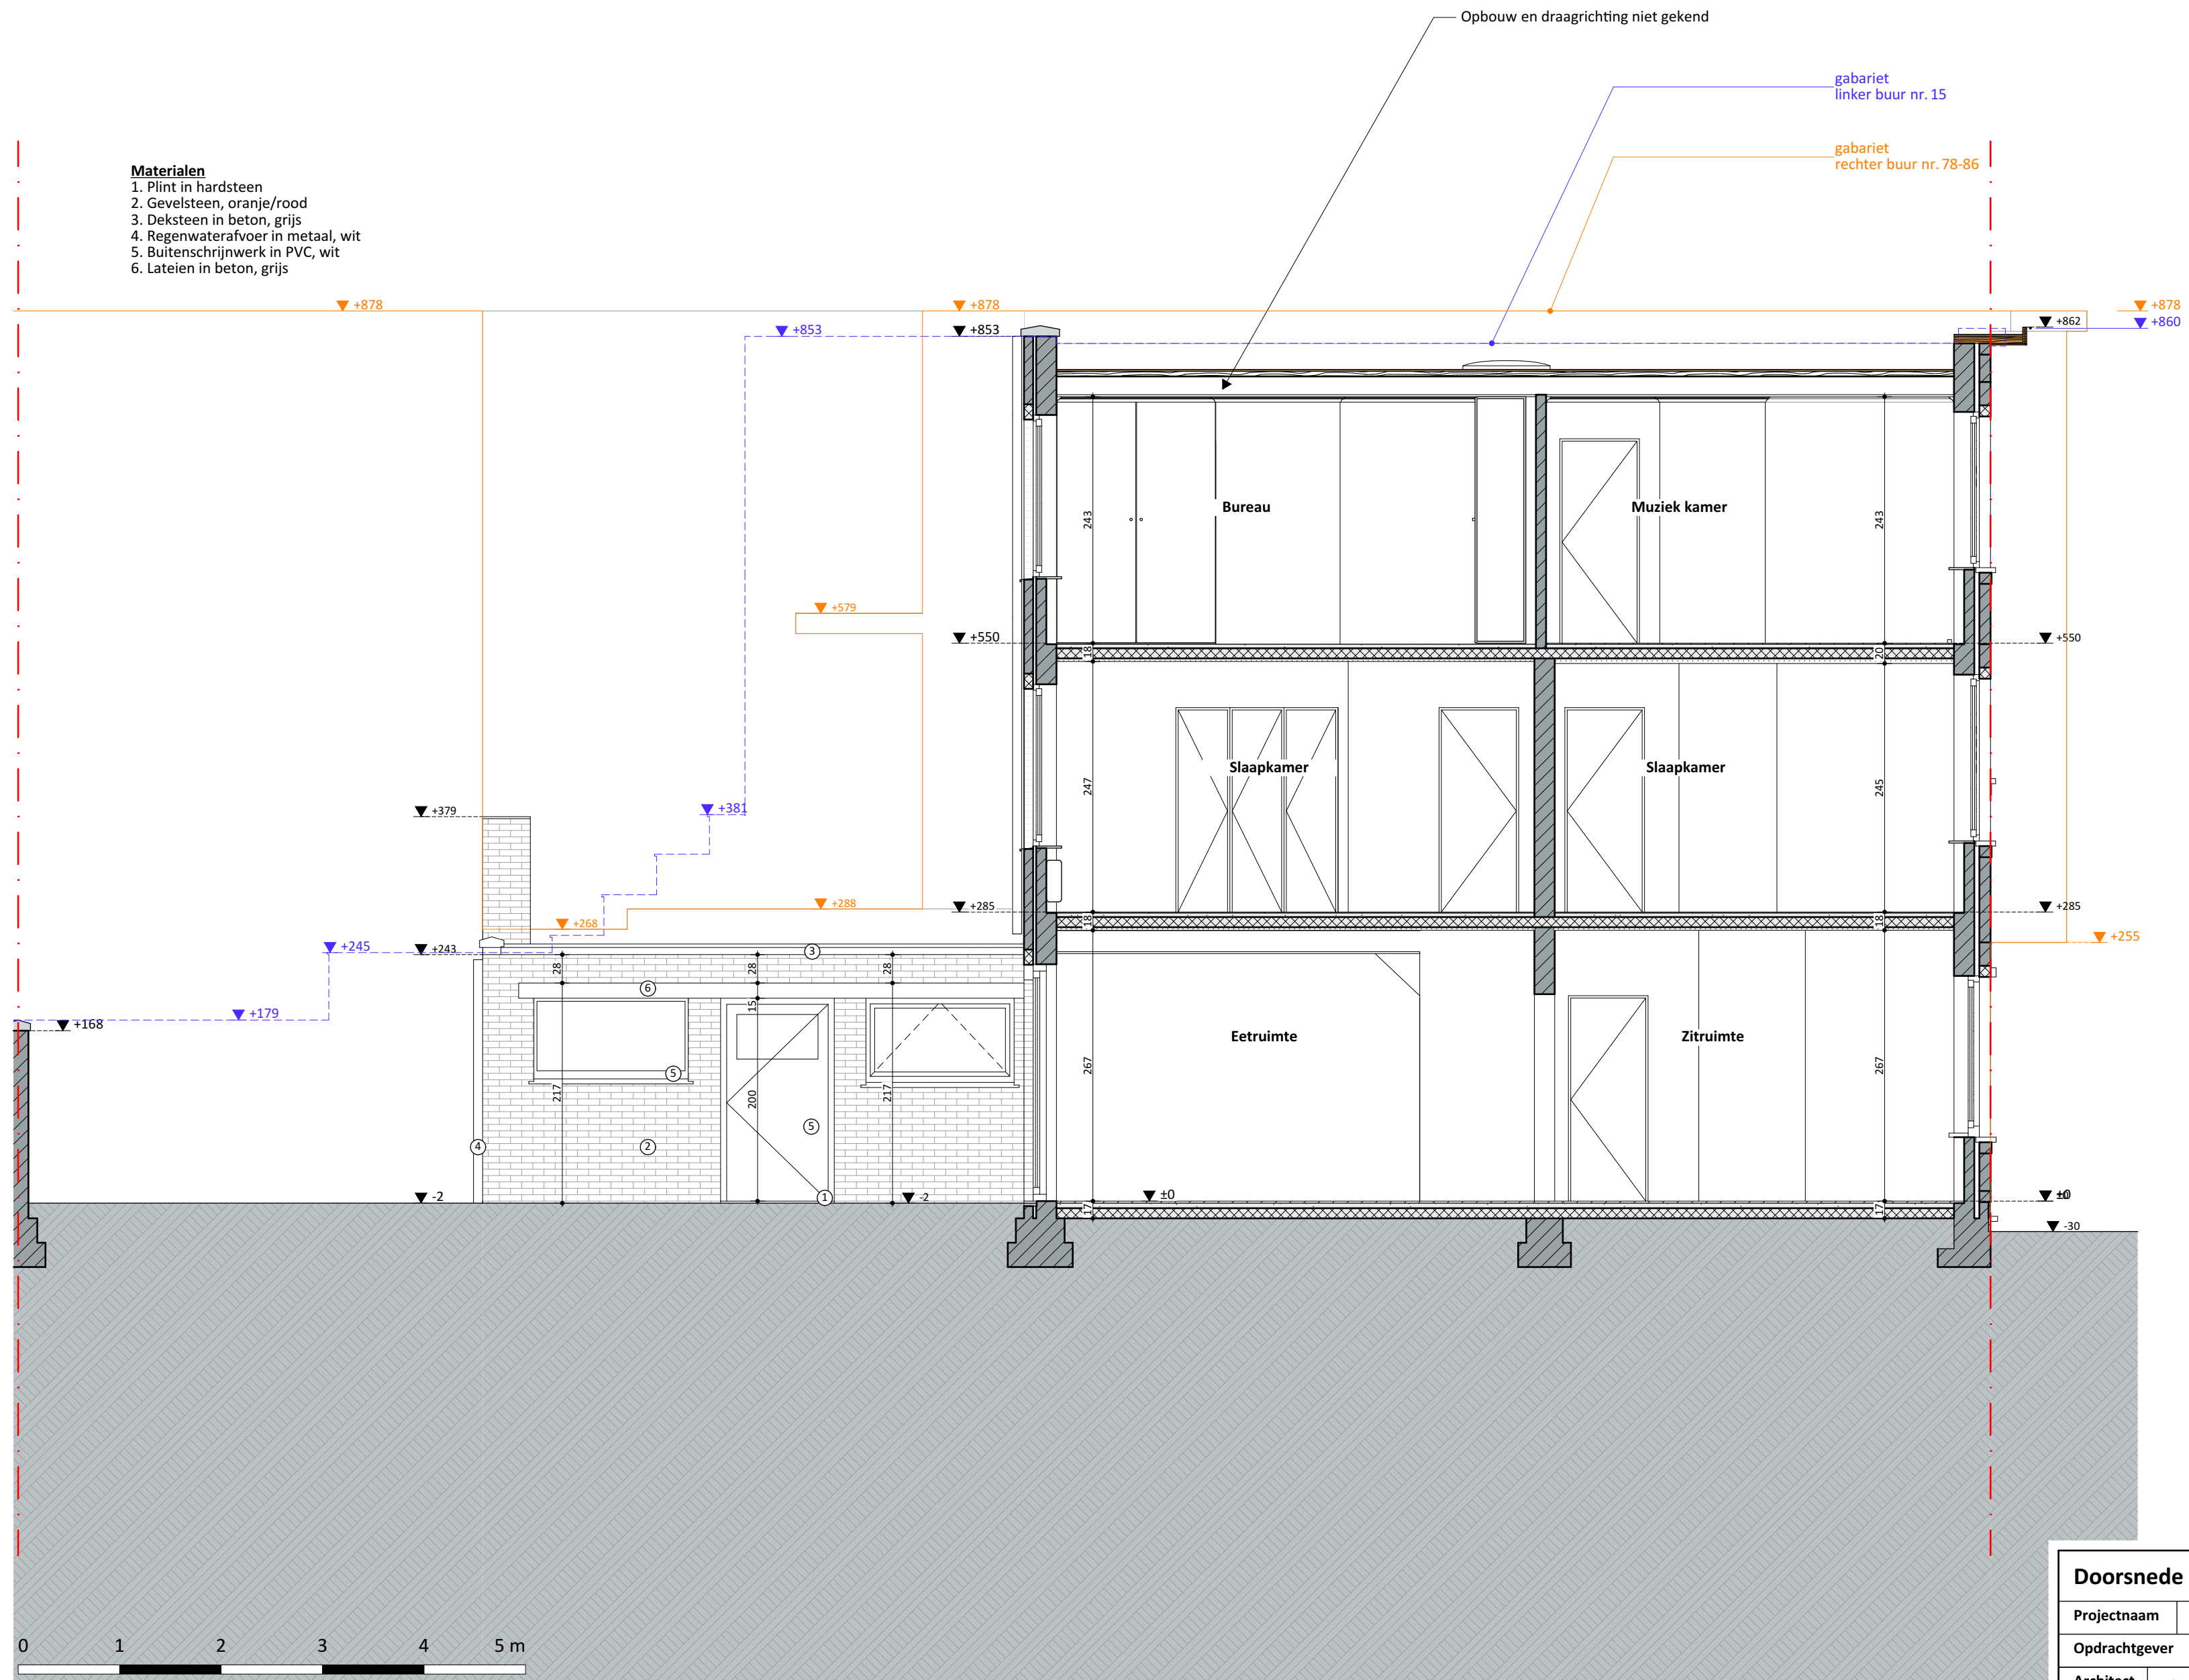 Opbouw en draagrichting niet gekend
gabariet
linker buur nr. 15
gabariet
rechter buur nr. 78-86
Materialen
1. Plint in hardsteen
2. Gevelsteen, oranje/rood
3. Deksteen in beton, grijs
4. Regenwaterafvoer in metaal, wit
5. Buitenschrijnwerk in PVC, wit
6. Lateien in beton, grijs
+878
+878
+878
+862
+860
+853
+853
Bureau
Muziek kamer
243
243
+579
+550
+550
18
20
Slaapkamer
Slaapkamer
247
245
+379
+381
+288
+285
+285
18
18
+268
+245
+243
3
+255
28
28
28
6
15
+179
+168
Eetruimte
Zitruimte
267
267
5
217
200
217
5
4
2
-2
1
-2
±0
±0
17
17
-30
Doorsnede
Projectnaam
Opdrachtgever
0 1 2 3 4 5 m
Architect